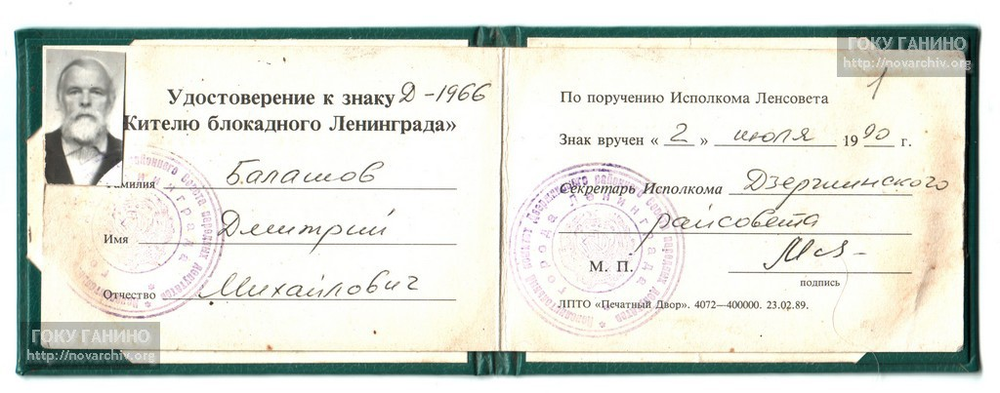 Удостоверение к знаку Д-1966
Жителю блокадного Ленинграда»
Фамилия Балашов
Имя Дмитрий
Отчество Михайлович
ГОКУ ГАНИНО
http://novarchiv.org
ГОКУ ГАНИНО
http://novarchiv.org
1
По поручению Исполкома Ленсовета
Знак вручен « 2 » июля 1990 г.
Секретарь Исполкома Дзержинского
райсовета
М. П.
подпись
ЛПТО «Печатный Двор». 4072—400000. 23.02.89.